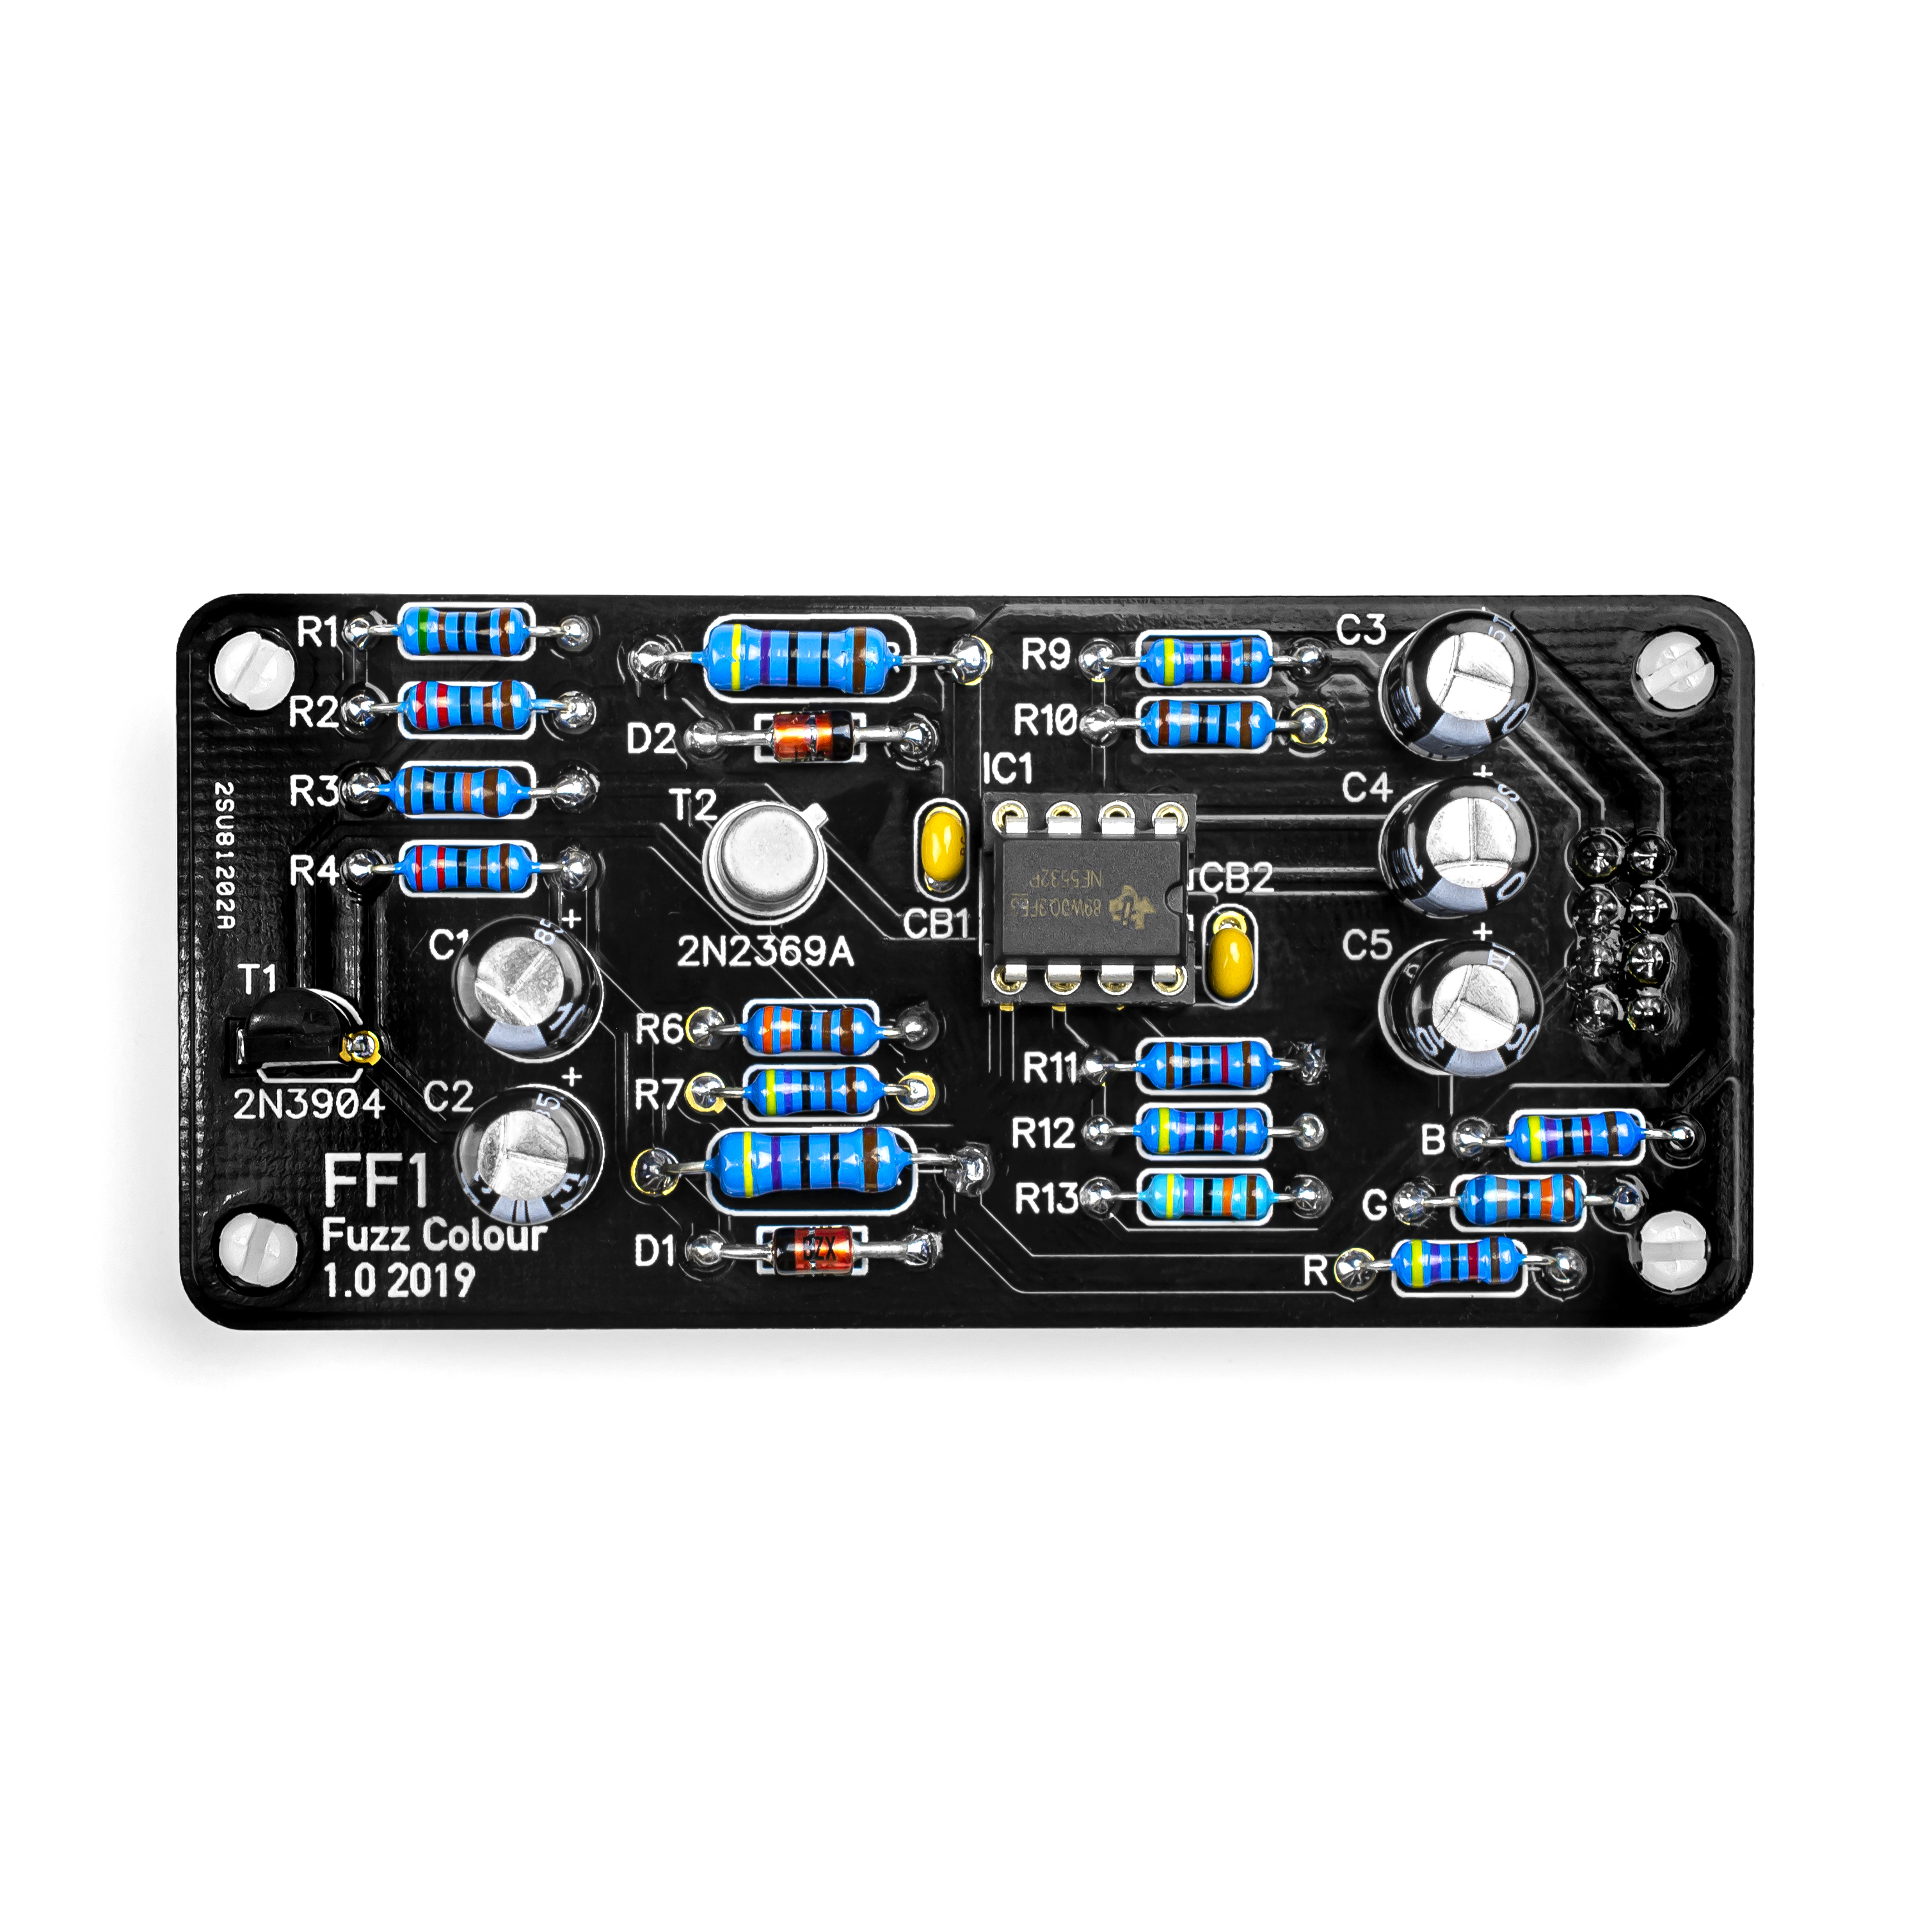 R1
R2
R3
R4
2SU81202A
D2
T2
2N2369A
CB1
IC1
NE5532P
CB2
R9
R10
C3
C4
+
C5
+
C1
+
T1
2N3904
C2
+
FF1
Fuzz Colour
1.0 2019
R6
R7
D1
BZX
R11
R12
R13
B
G
R